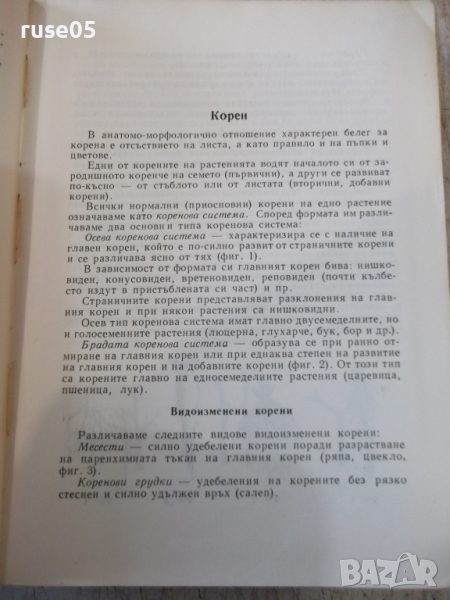 ruse05
Корен
В анатомо-морфологично отношение характерен белег за
корена е отсъствието на листа, а като правило и на пъпки и
цветове.
Едни от корените на растенията водят началото си от за-
родишното коренче на семето (първични), а други се развиват
по-късно — от стъблото или от листата (вторични, добавни
корени).
Всички нормални (приосновни) корени на едно растение
означаваме като коренова система. Според формата им разли-
чаваме два основни типа коренова система:
Осева коренова система — характеризира се с наличие на
главен корен, който е по-силно развит от страничните корени
и се различава ясно от тях (фиг. 1).
В зависимост от формата си главният корен бива: нишко-
виден, конусовиден, вретеновиден, реповиден (почти кълбе-
сто издут в пристъблената си част) и пр.
Страничните корени представляват разклонения на глав-
ния корен и при някои растения са нишковидни.
Осев тип коренова система имат главно двусемеделните, но
и голосеменните растения (люцерна, глухарче, бук, бор и др.).
Брадата коренова система — образува се при ранно от-
миране на главния корен или при еднаква степен на развитие
на главния корен и на добавните корени (фиг. 2). От този тип
са корените главно на едносемеделните растения (царевица,
пшеница, лук).
Видоизменени корени
Различаваме следните видове видоизменени корени:
Месести — силно удебелени корени поради разрастване
на паренхимната тъкан на главния корен (ряпа, цвекло,
фиг. 3).
Коренови грудки — удебеления на корените без рязко
стеснен и силно удължен връх (салеп).
BAZAR